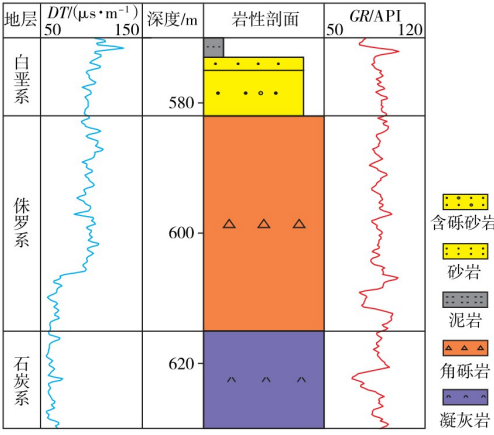 地层
DT/(μs·m⁻¹)
50 150
深度/m
岩性剖面
GR/API
50 120
白垩系
580
侏罗系
600
石炭系
620
含砾砂岩
砂岩
泥岩
角砾岩
凝灰岩